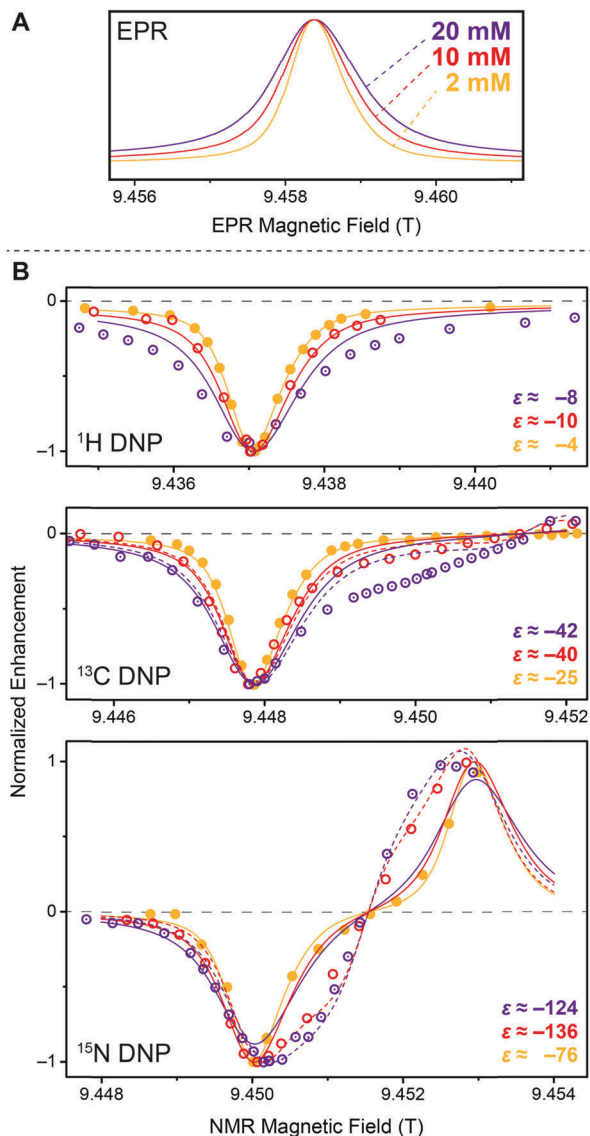 A
EPR
20 mM
10 mM
2 mM
9.456
9.458
9.460
EPR Magnetic Field (T)
B
0
−1
¹H DNP
ε ≈ −8
ε ≈ −10
ε ≈ −4
9.436
9.438
9.440
Normalized Enhancement
0
−1
¹³C DNP
ε ≈ −42
ε ≈ −40
ε ≈ −25
9.446
9.448
9.450
9.452
1
0
−1
¹⁵N DNP
ε ≈ −124
ε ≈ −136
ε ≈ −76
9.448
9.450
9.452
9.454
NMR Magnetic Field (T)